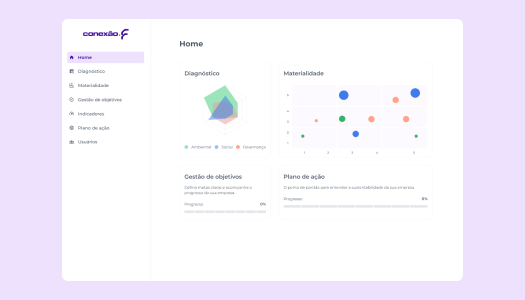 conexão.F
Home
Diagnóstico
Materialidade
Gestão de objetivos
Indicadores
Plano de ação
Usuários
Home
Diagnóstico
Ambiental
Social
Governança
Materialidade
5
4
3
2
1
1
2
3
4
5
Gestão de objetivos
Defina metas claras e acompanhe o
progresso da sua empresa.
Progresso
0%
Plano de ação
O ponto de partida para entender a sustentabilidade da sua empresa
Progresso
0%